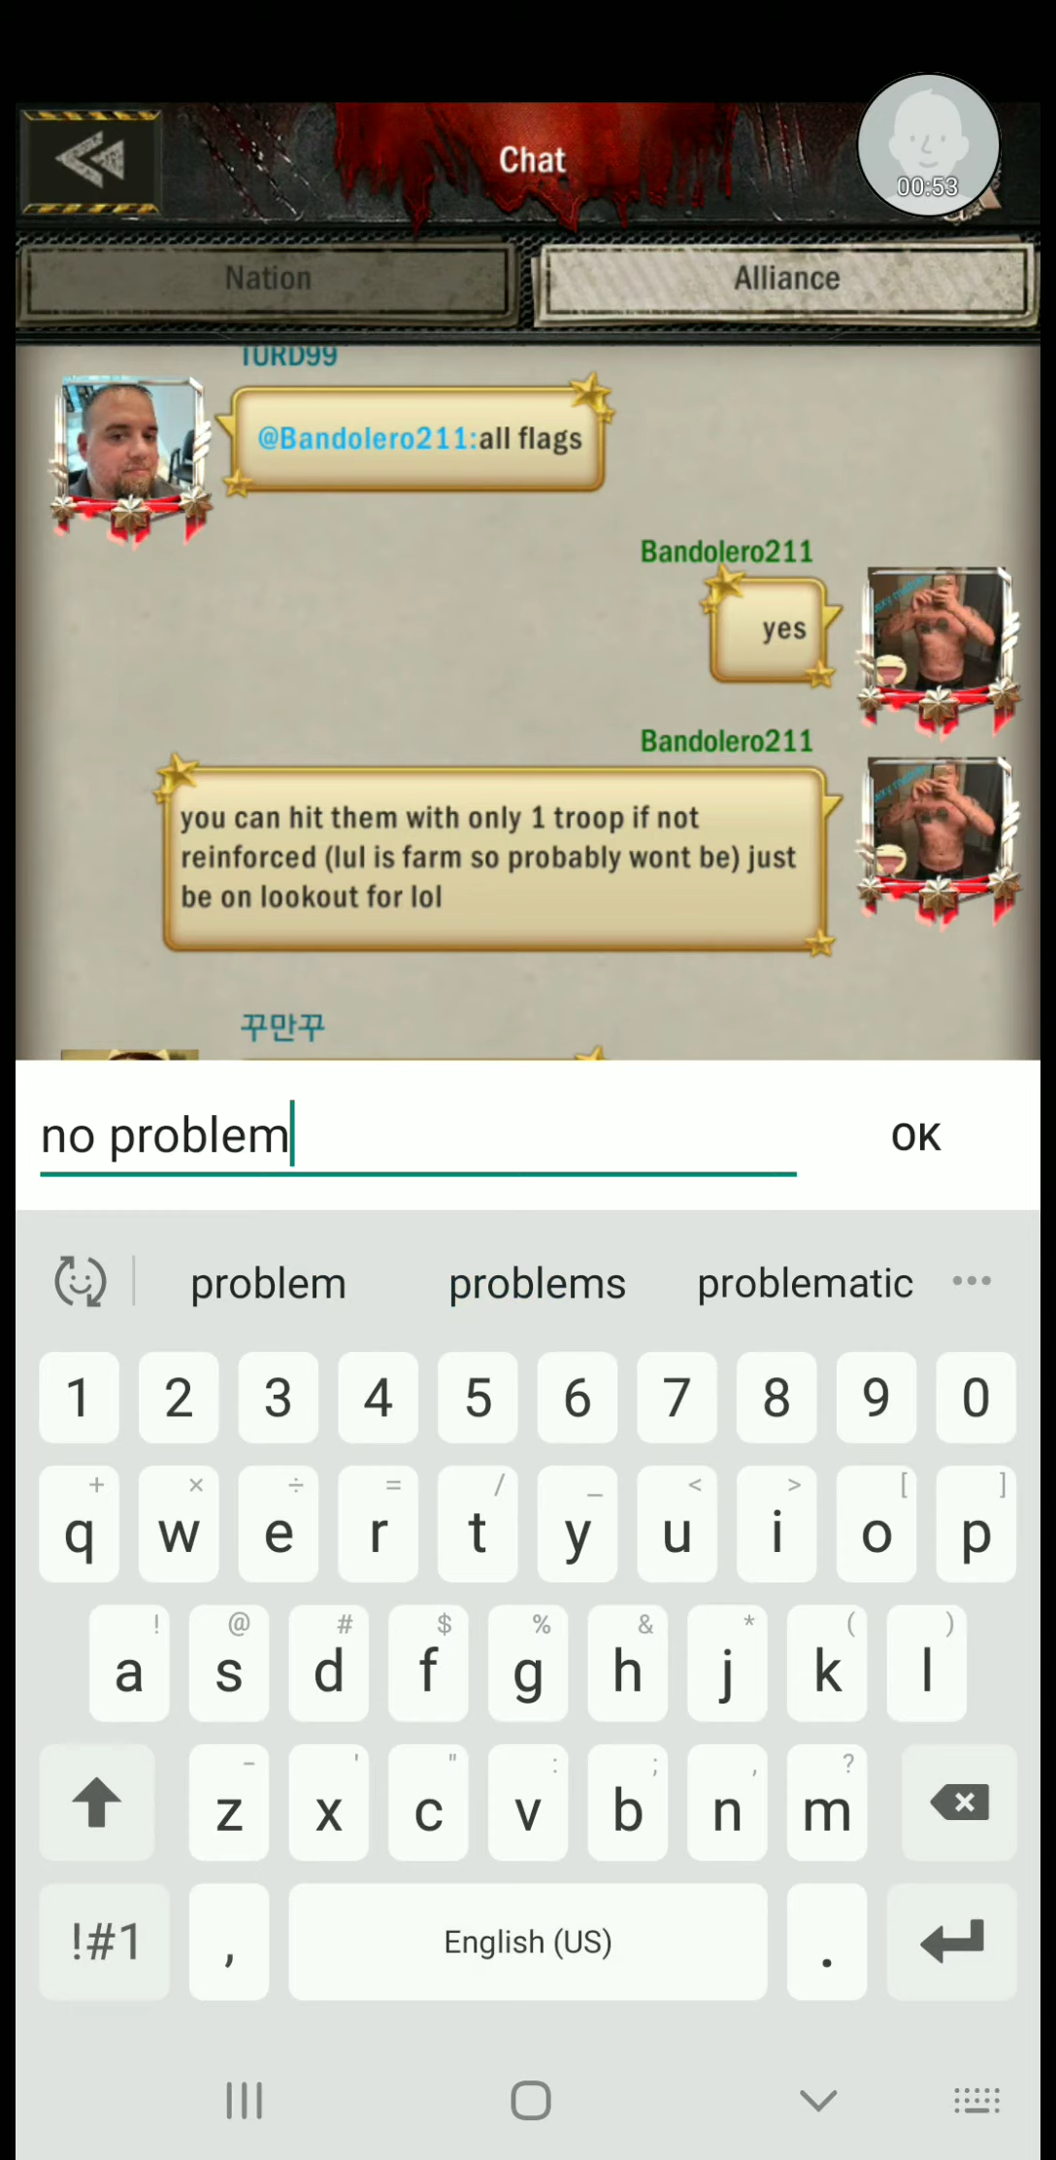 Chat
00:53
Nation
Alliance
TURD99
@Bandolero211:all flags
Bandolero211
yes
Bandolero211
you can hit them with only 1 troop if not
reinforced (lul is farm so probably wont be) just
be on lookout for lol
꾸만꾸
no problem
OK
problem problems problematic
1 2 3 4 5 6 7 8 9 0
+ × ÷ = / _ < > [ ]
q w e r t y u i o p
! @ # $ % & * ( )
a s d f g h j k l
- ' " : ; , ?
z x c v b n m
!#1 , English (US) .